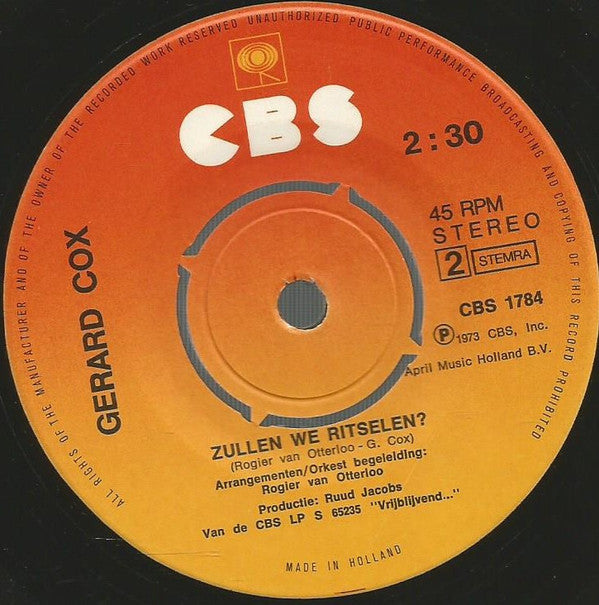 ALL RIGHTS OF THE MANUFACTURER AND OF THE OWNER OF THE RECORDED WORK RESERVED UNAUTHORIZED PUBLIC PERFORMANCE BROADCASTING AND COPYING OF THIS RECORD PROHIBITED
CBS
2:30
45 RPM
STEREO
2 STEMRA
CBS 1784
Ⓟ1973 CBS, Inc.
April Music Holland B.V.
GERARD COX
ZULLEN WE RITSELEN?
(Rogier van Otterloo - G. Cox)
Arrangementen/Orkest begeleiding:
Rogier van Otterloo
Productie: Ruud Jacobs
Van de CBS LP S 65235 "Vrijblijvend..."
MADE IN HOLLAND